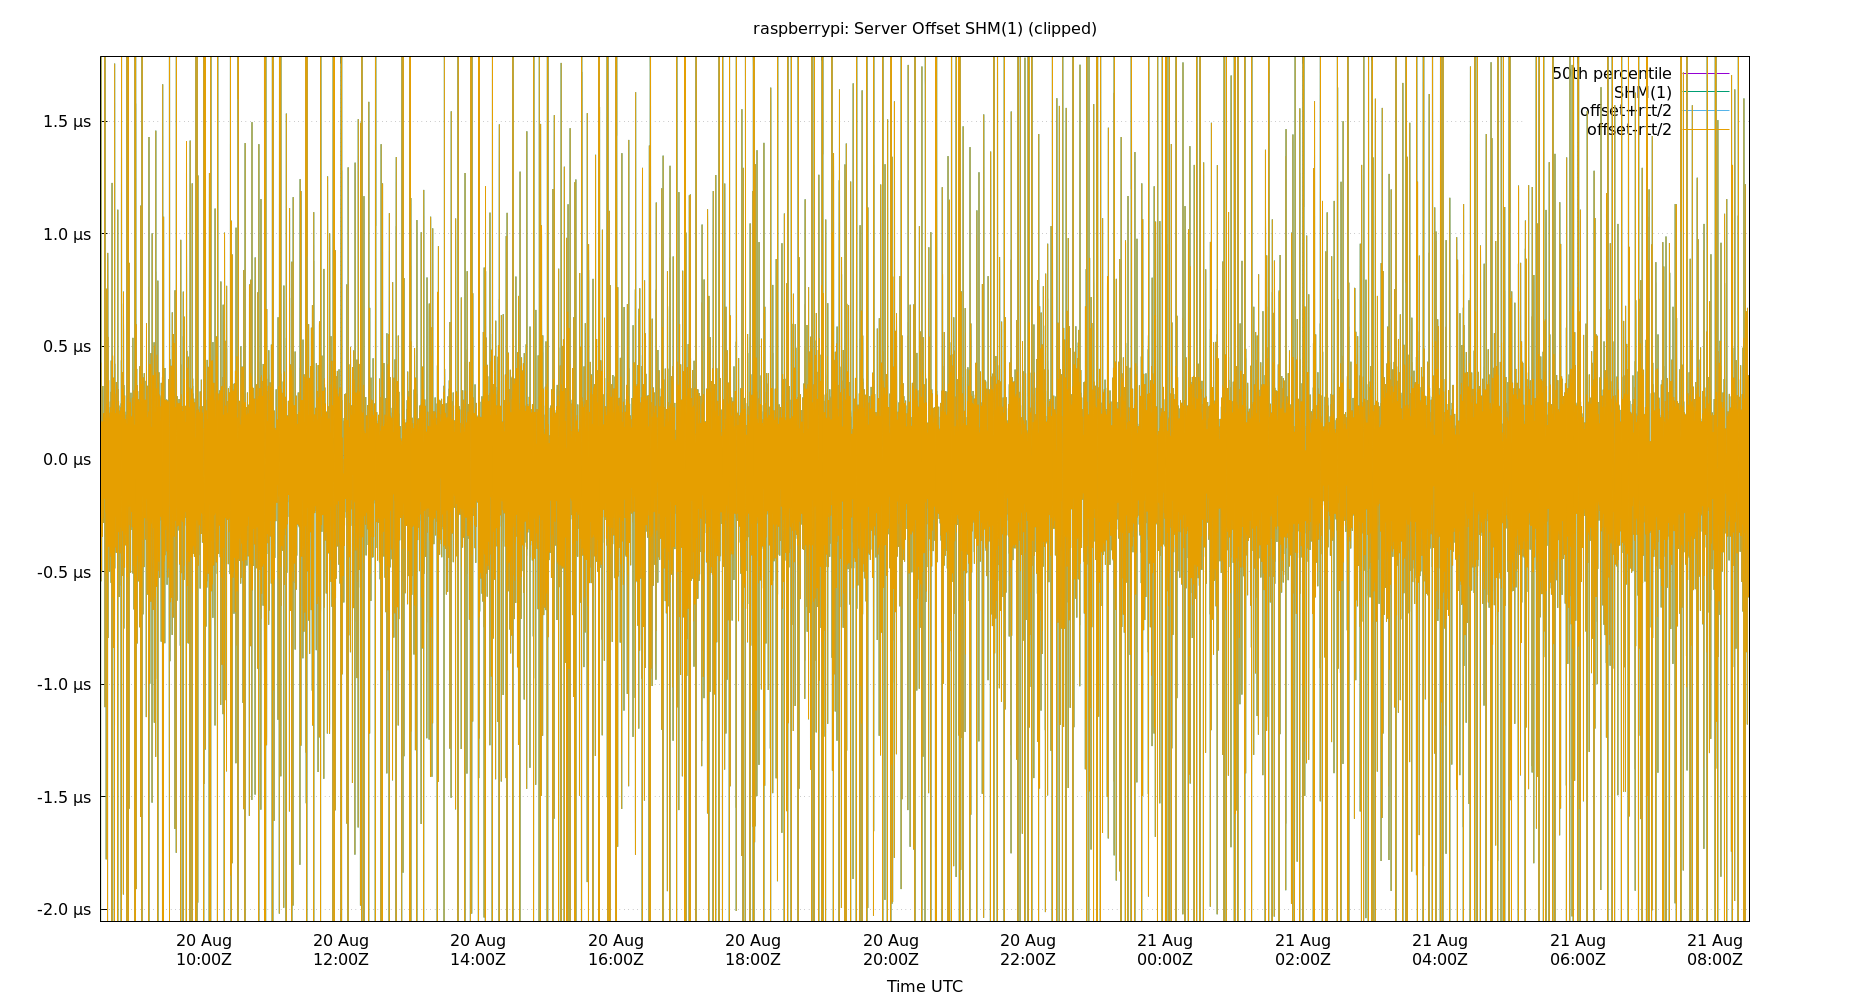 raspberrypi: Server Offset SHM(1) (clipped)
50th percentile
SHM(1)
offset+rtt/2
offset-rtt/2
1.5 µs
1.0 µs
0.5 µs
0.0 µs
-0.5 µs
-1.0 µs
-1.5 µs
-2.0 µs
20 Aug 20 Aug 20 Aug 20 Aug 20 Aug 20 Aug 20 Aug 21 Aug 21 Aug 21 Aug 21 Aug 21 Aug
10:00Z 12:00Z 14:00Z 16:00Z 18:00Z 20:00Z 22:00Z 00:00Z 02:00Z 04:00Z 06:00Z 08:00Z
Time UTC